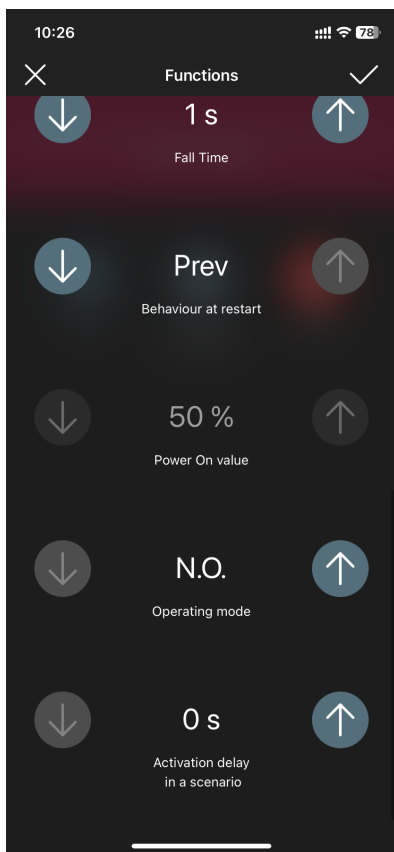 10:26
78
Functions
1 s
Fall Time
Prev
Behaviour at restart
50 %
Power On value
N.O.
Operating mode
0 s
Activation delay
in a scenario